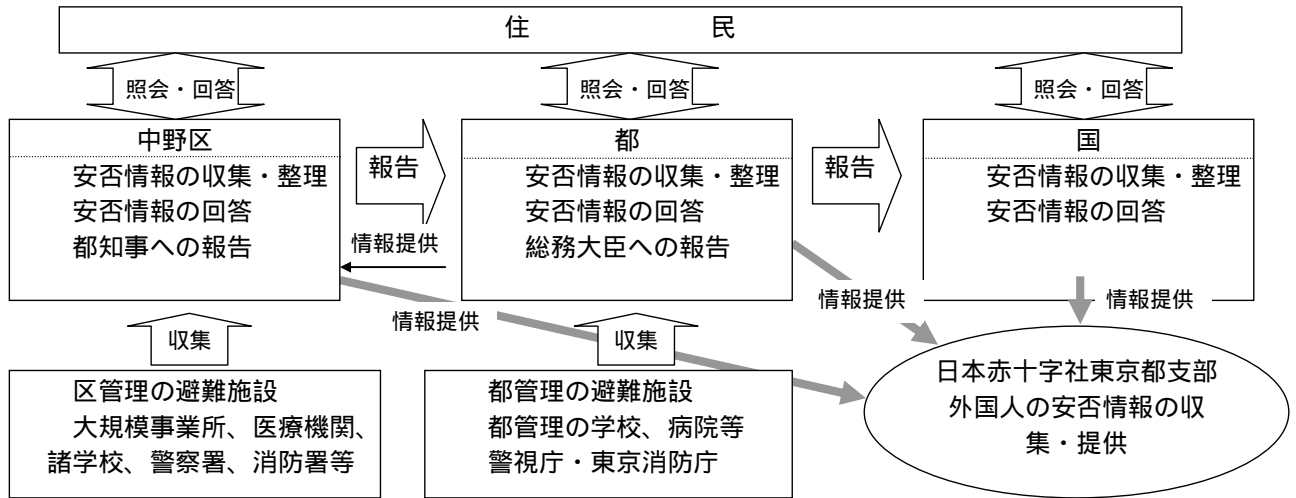 住 民
照会・回答
照会・回答
照会・回答
中野区
安否情報の収集・整理
安否情報の回答
都知事への報告
報告
都
安否情報の収集・整理
安否情報の回答
総務大臣への報告
報告
国
安否情報の収集・整理
安否情報の回答
情報提供
情報提供
情報提供
情報提供
収集
収集
区管理の避難施設
大規模事業所、医療機関、
諸学校、警察署、消防署等
都管理の避難施設
都管理の学校、病院等
警視庁・東京消防庁
日本赤十字社東京都支部
外国人の安否情報の収
集・提供